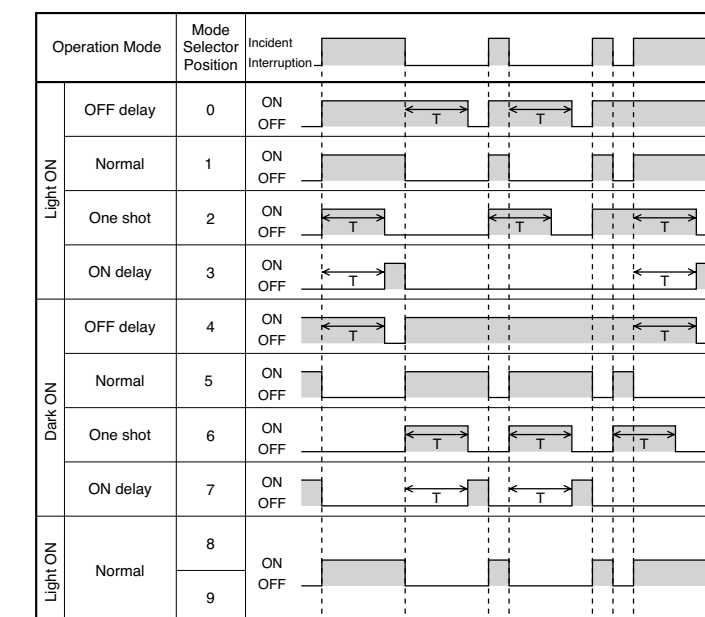 Operation Mode
Mode
Selector
Position
Incident
Interruption
Light ON
OFF delay
0
ON
OFF
T
T
Normal
1
ON
OFF
One shot
2
ON
OFF
T
T
T
ON delay
3
ON
OFF
T
T
Dark ON
OFF delay
4
ON
OFF
T
T
Normal
5
ON
OFF
One shot
6
ON
OFF
T
T
T
ON delay
7
ON
OFF
T
T
Light ON
Normal
8
9
ON
OFF